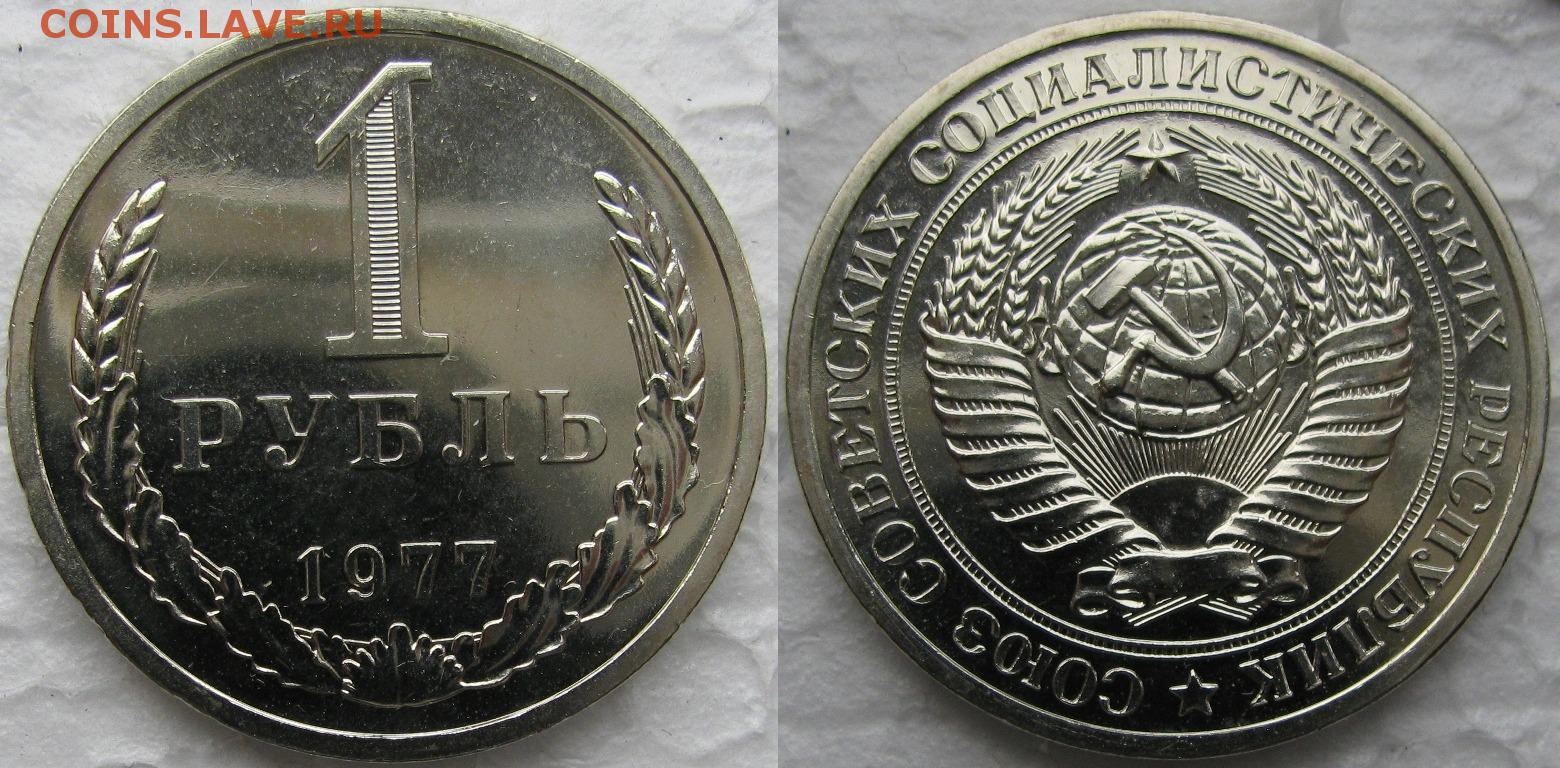 COINS.LAVE.RU
1
РУБЛЬ
1977
СОЮЗ СОВЕТСКИХ СОЦИАЛИСТИЧЕСКИХ РЕСПУБЛИК